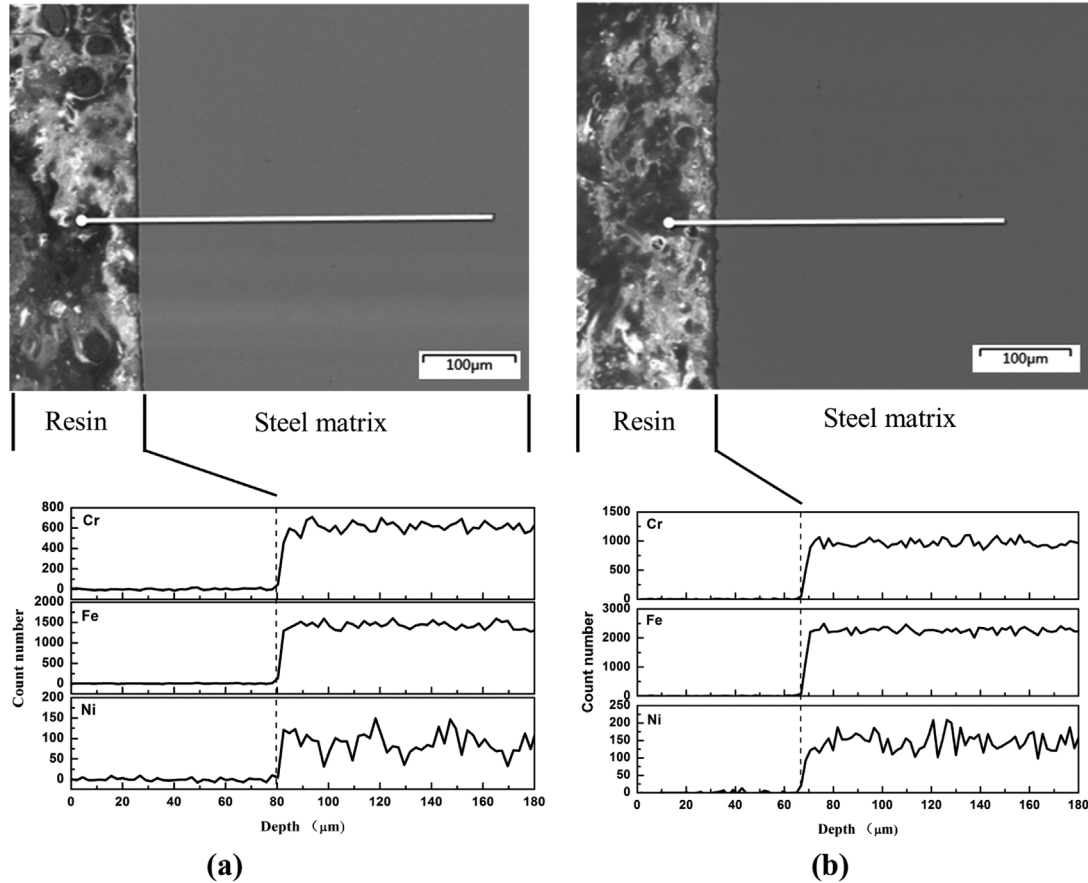 100μm
100μm
Resin
Steel matrix
Resin
Steel matrix
Count number
800
600
400
200
0
Cr
2000
1500
1000
500
0
Fe
200
150
100
50
0
Ni
0 20 40 60 80 100 120 140 160 180
Depth (μm)
(a)
Count number
1500
1000
500
0
Cr
3000
2000
1000
0
Fe
250
200
150
100
50
0
Ni
0 20 40 60 80 100 120 140 160 180
Depth (μm)
(b)